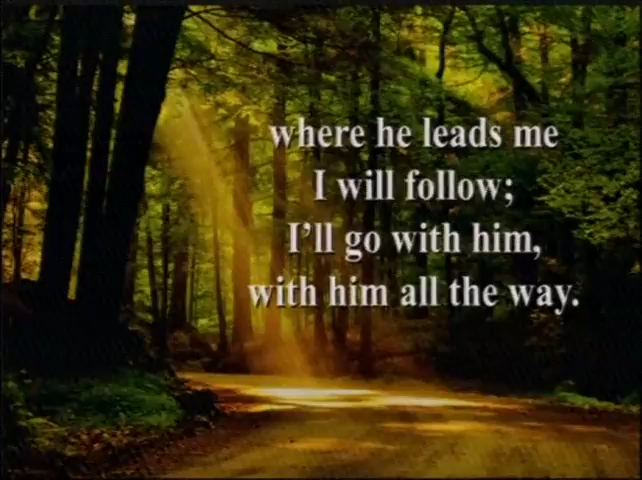 where he leads me
I will follow;
I'll go with him,
with him all the way.